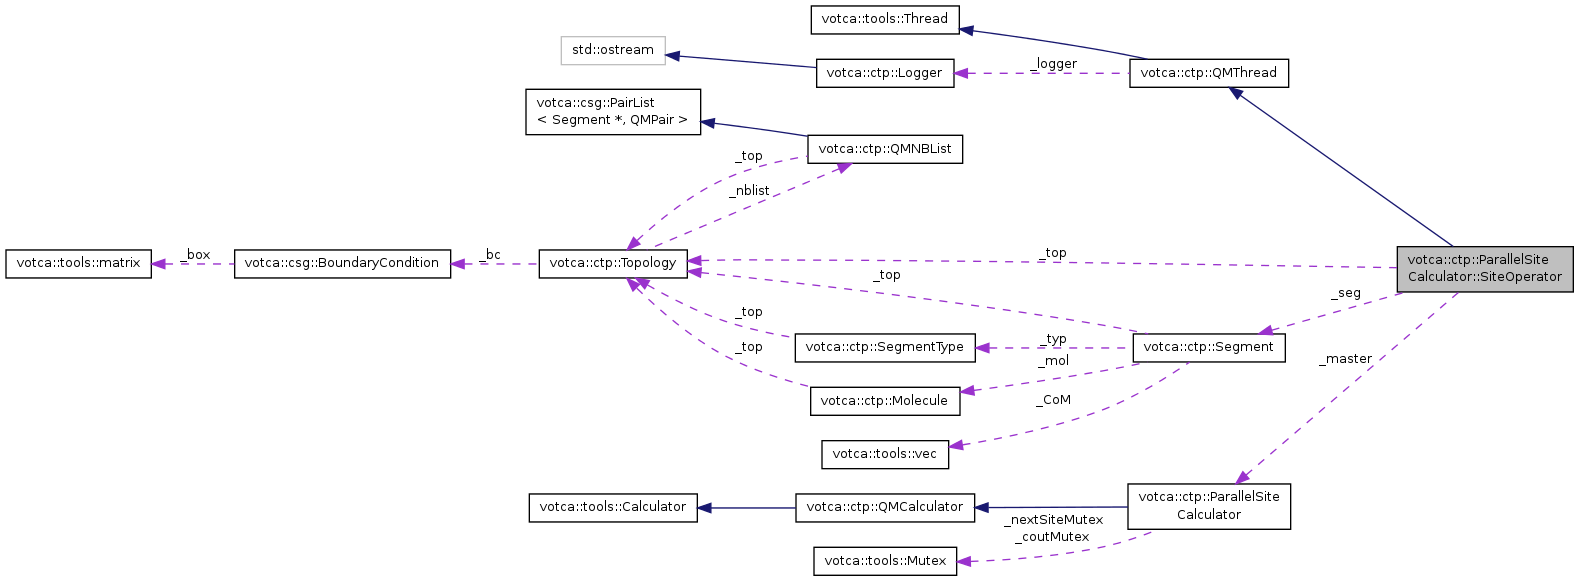 votca::tools::Thread
std::ostream
votca::ctp::Logger
_logger
votca::ctp::QMThread
votca::csg::PairList
< Segment *, QMPair >
votca::ctp::QMNBList
_top
_nblist
votca::tools::matrix
_box
votca::csg::BoundaryCondition
_bc
votca::ctp::Topology
_top
_top
votca::ctp::ParallelSite
Calculator::SiteOperator
_seg
_top
votca::ctp::SegmentType
_typ
votca::ctp::Segment
_top
_mol
_master
votca::ctp::Molecule
_CoM
votca::tools::vec
votca::tools::Calculator
votca::ctp::QMCalculator
votca::ctp::ParallelSite
Calculator
_nextSiteMutex
_coutMutex
votca::tools::Mutex